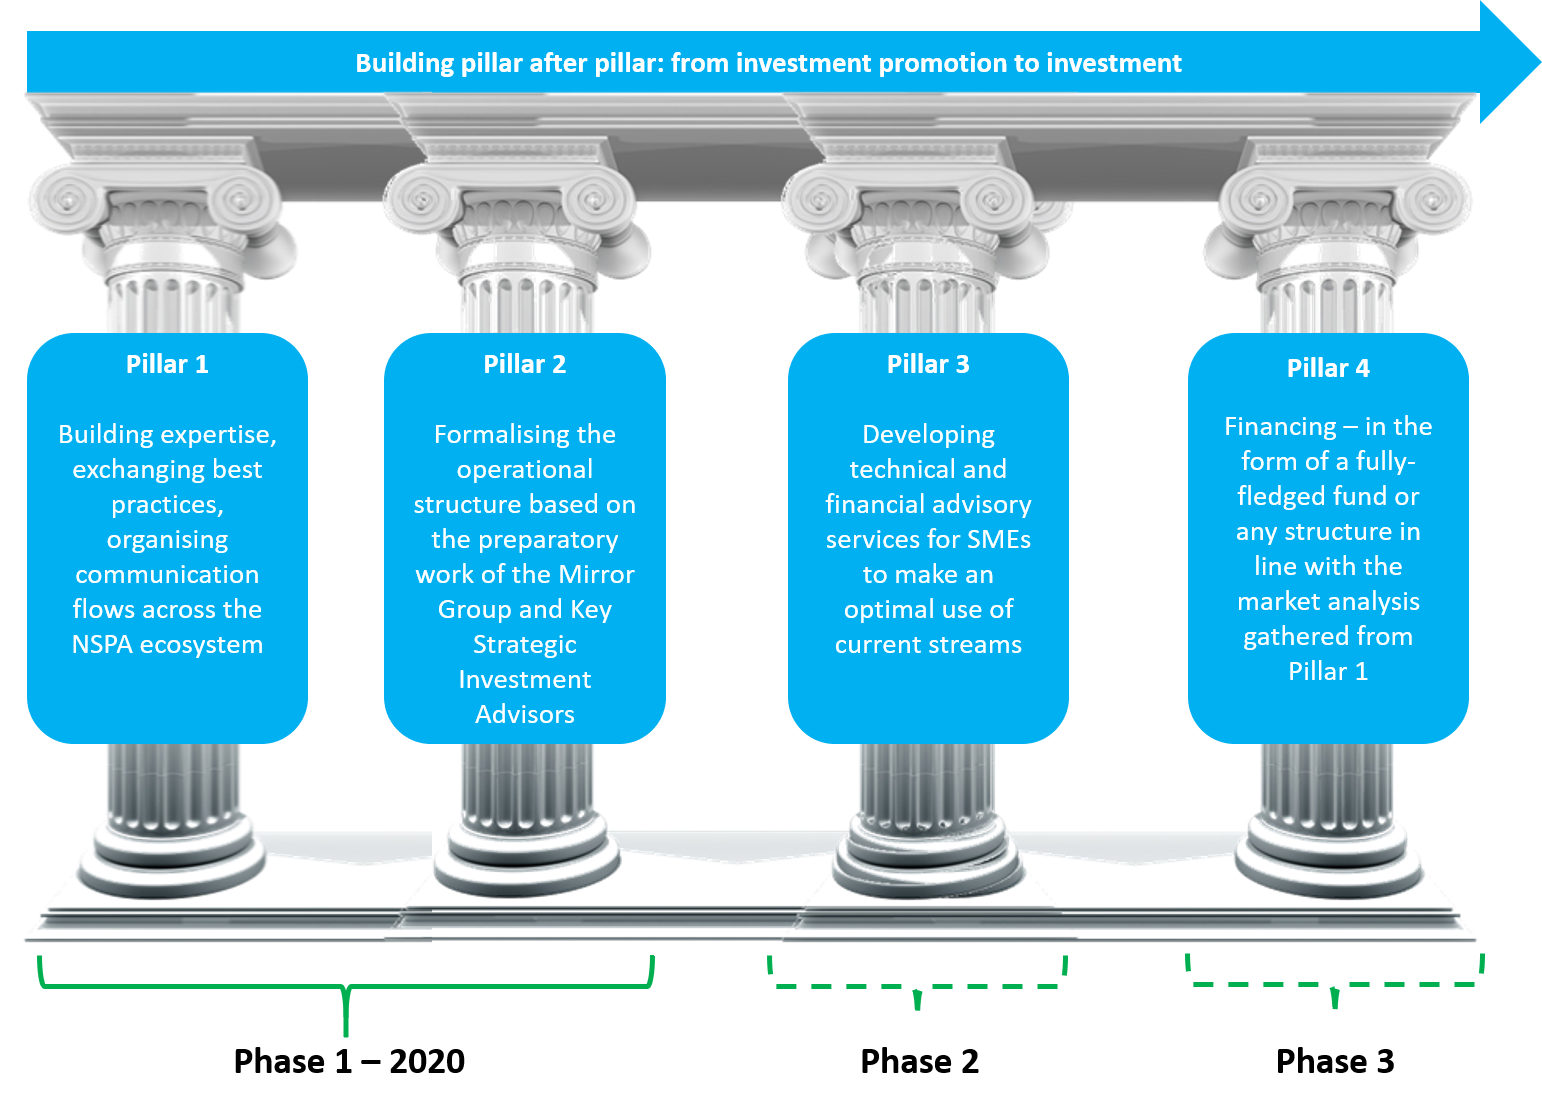 Building pillar after pillar: from investment promotion to investment
Pillar 1
Building expertise,
exchanging best
practices,
organising
communication
flows across the
NSPA ecosystem
Pillar 2
Formalising the
operational
structure based on
the preparatory
work of the Mirror
Group and Key
Strategic
Investment
Advisors
Pillar 3
Developing
technical and
financial advisory
services for SMEs
to make an
optimal use of
current streams
Pillar 4
Financing – in the
form of a fully-
fledged fund or
any structure in
line with the
market analysis
gathered from
Pillar 1
Phase 1 – 2020
Phase 2
Phase 3